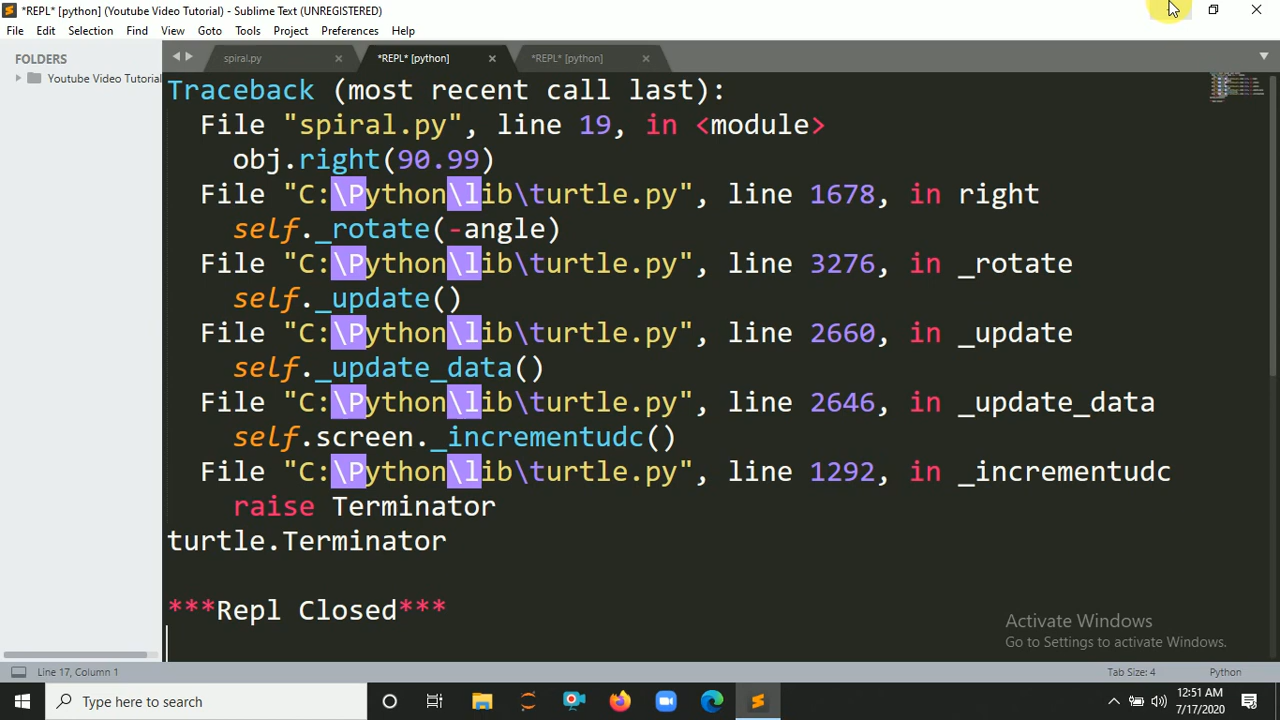 *REPL* [python] (Youtube Video Tutorial) - Sublime Text (UNREGISTERED)
File Edit Selection Find View Goto Tools Project Preferences Help
FOLDERS
Youtube Video Tutorial
spiral.py
*REPL* [python]
*REPL* [python]
Traceback (most recent call last):
File "spiral.py", line 19, in <module>
obj.right(90.99)
File "C:\Python\lib\turtle.py", line 1678, in right
self._rotate(-angle)
File "C:\Python\lib\turtle.py", line 3276, in _rotate
self._update()
File "C:\Python\lib\turtle.py", line 2660, in _update
self._update_data()
File "C:\Python\lib\turtle.py", line 2646, in _update_data
self.screen._incrementudc()
File "C:\Python\lib\turtle.py", line 1292, in _incrementudc
raise Terminator
turtle.Terminator
***Repl Closed***
Activate Windows
Go to Settings to activate Windows.
Line 17, Column 1
Tab Size: 4
Python
Type here to search
12:51 AM
7/17/2020